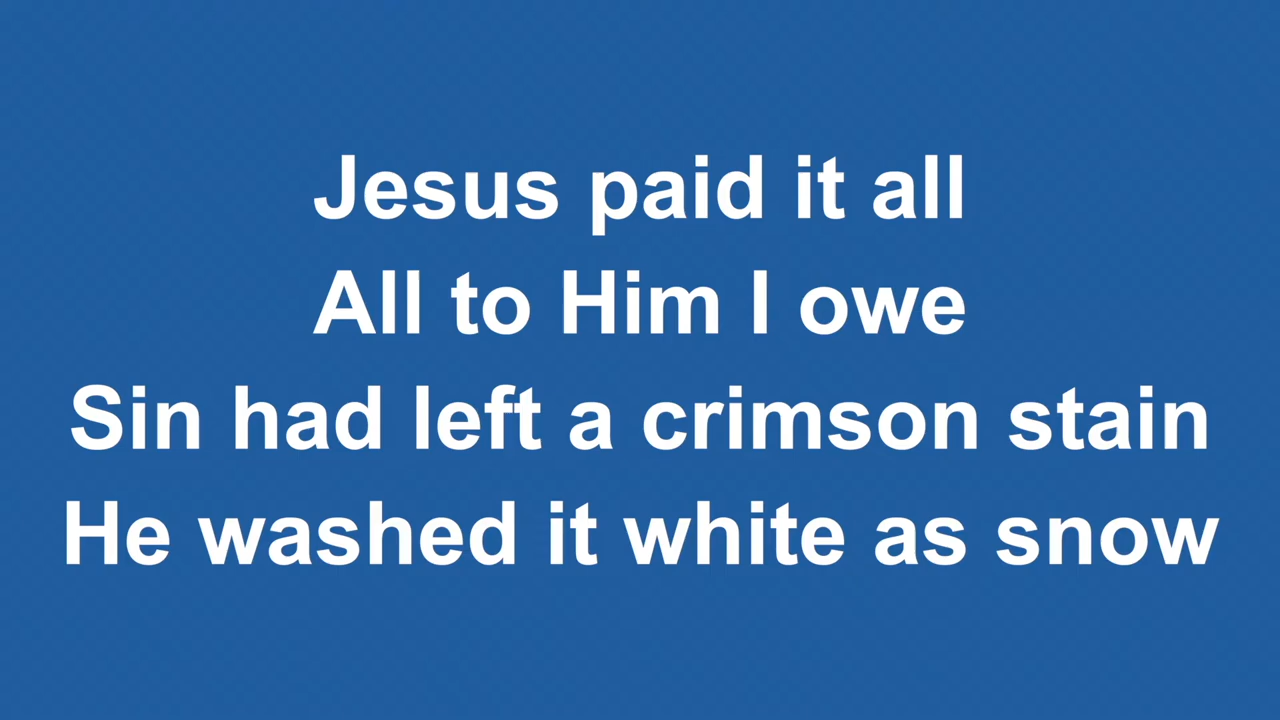 Jesus paid it all
All to Him I owe
Sin had left a crimson stain
He washed it white as snow